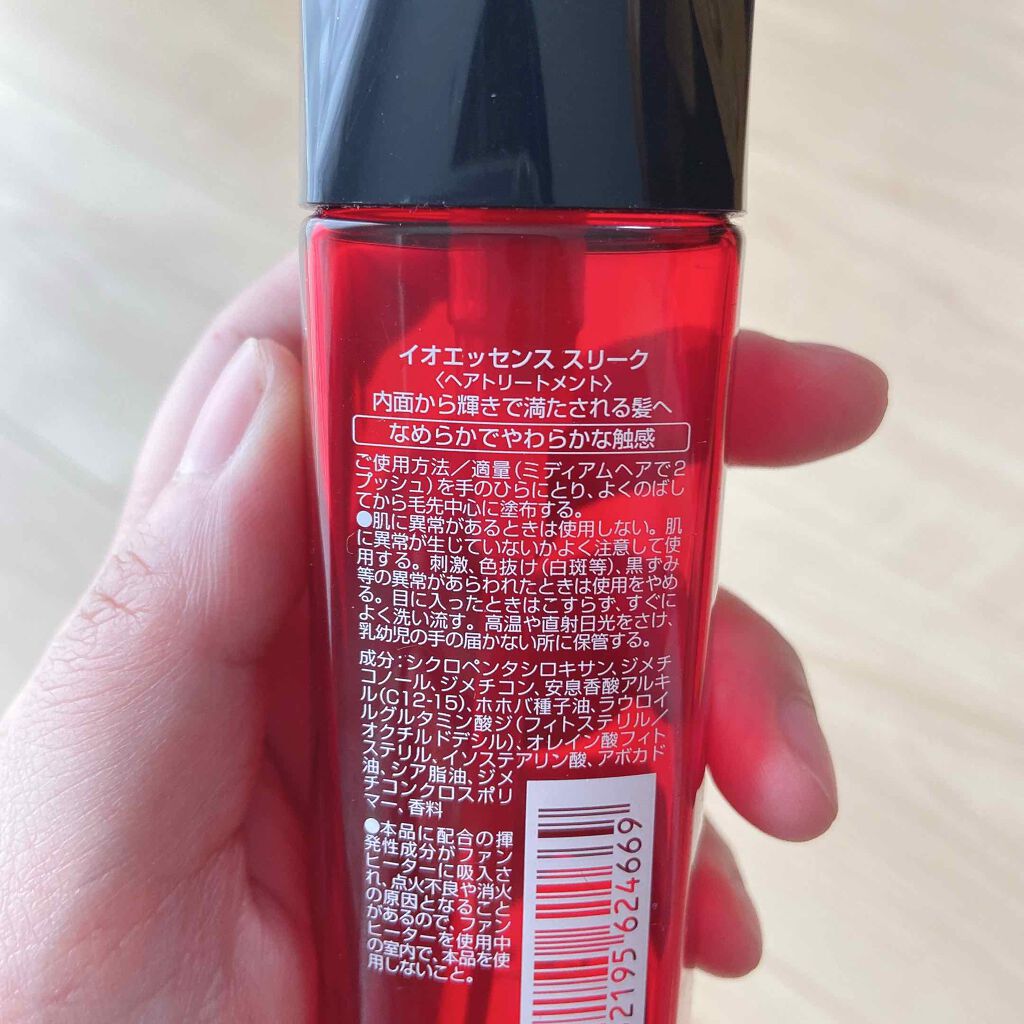 イオエッセンス スリーク
〈ヘアトリートメント〉
内面から輝きで満たされる髪へ
なめらかでやわらかな触感
ご使用方法／適量(ミディアムヘアで2
プッシュ)を手のひらにとり、よくのばし
てから毛先中心に塗布する。
●肌に異常があるときは使用しない。肌
に異常が生じていないかよく注意して使
用する。刺激、色抜け(白斑等)、黒ずみ
等の異常があらわれたときは使用をやめ
る。目に入ったときはこすらず、すぐに
よく洗い流す。高温や直射日光をさけ、
乳幼児の手の届かない所に保管する。
成分：シクロペンタシロキサン、ジメチ
コノール、ジメチコン、安息香酸アルキ
ル(C12-15)、ホホバ種子油、ラウロイ
ルグルタミン酸ジ(フィトステリル／
オクチルドデシル)、オレイン酸フィト
ステリル、イソステアリン酸、アボカド
油、シア脂油、ジメ
チコンクロスポリ
マー、香料
●本品に配合の揮
発性成分がファン
ヒーターに吸入さ
れ、点火不良や消火
の原因となること
があるので、ファン
ヒーターを使用中
の室内で、本品を使
用しないこと。
2195 624669